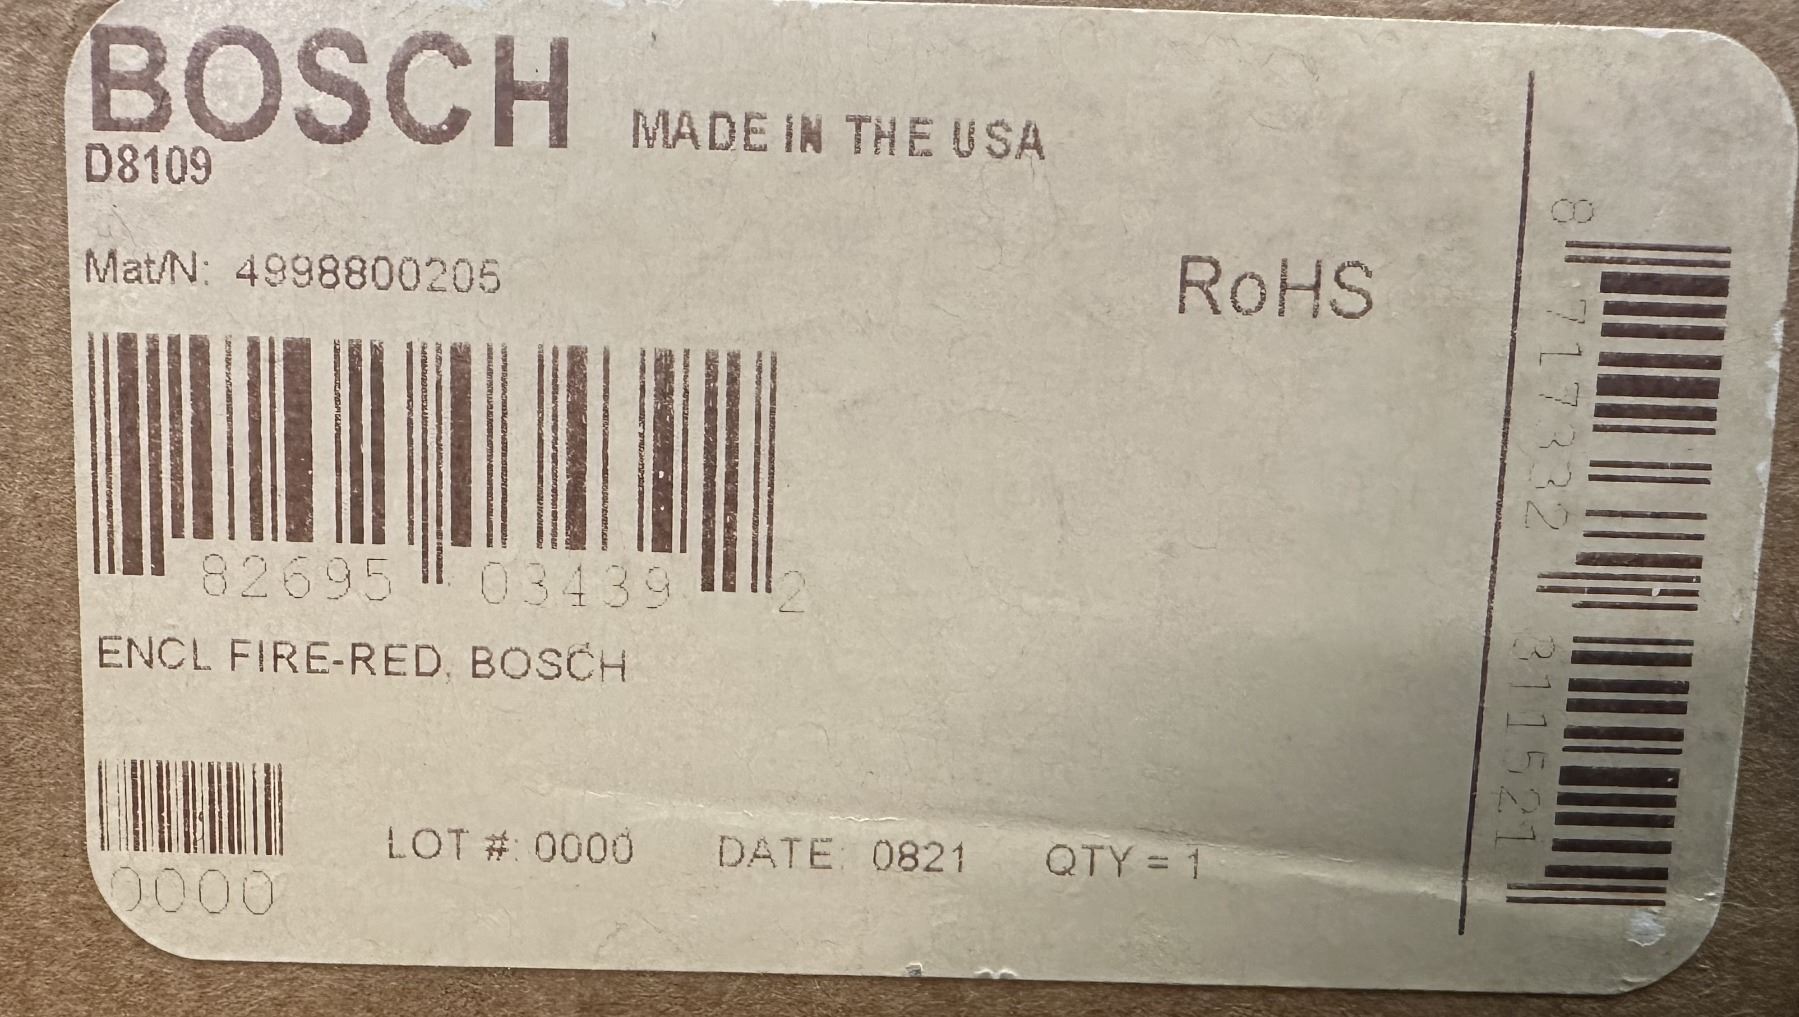 BOSCH
MADE IN THE USA
D8109
Mat/N: 4998800205
RoHS
82695 03439 2
ENCL FIRE-RED, BOSCH
0000
LOT #: 0000 DATE: 0821 QTY = 1
8 717332 811521